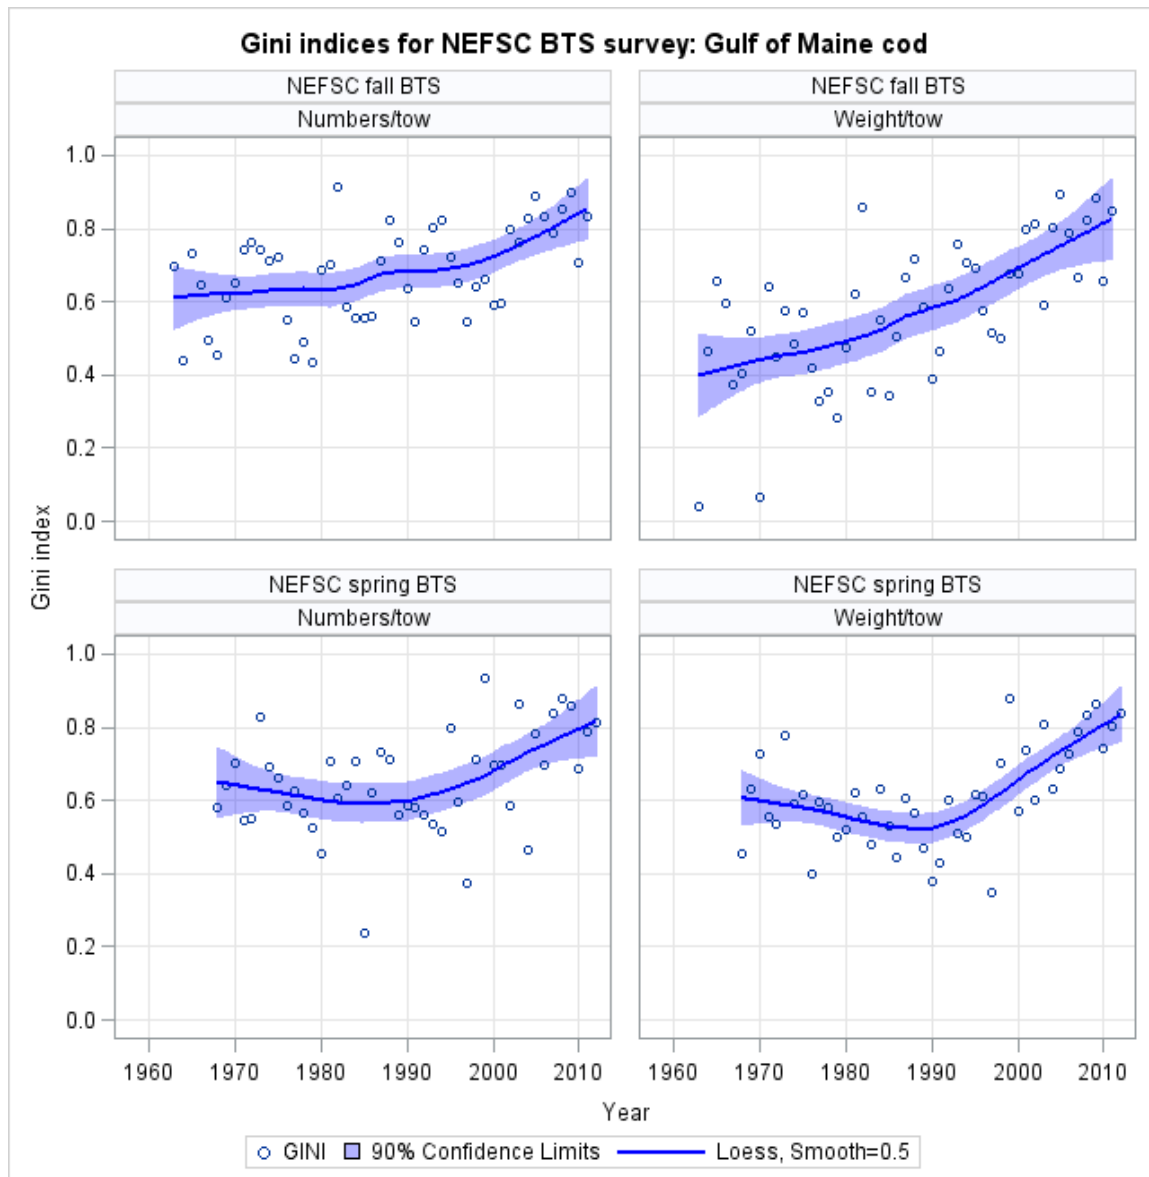 Gini indices for NEFSC BTS survey: Gulf of Maine cod
NEFSC fall BTS
Numbers/tow
NEFSC fall BTS
Weight/tow
1.0
0.8
0.6
0.4
0.2
0.0
Gini index
NEFSC spring BTS
Numbers/tow
NEFSC spring BTS
Weight/tow
1.0
0.8
0.6
0.4
0.2
0.0
1960 1970 1980 1990 2000 2010 1960 1970 1980 1990 2000 2010
Year
GINI 90% Confidence Limits Loess, Smooth=0.5